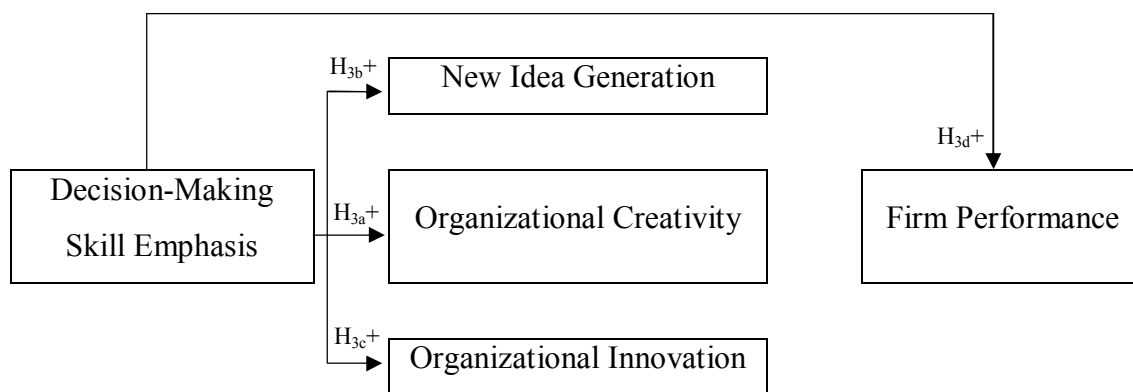 H3b+
New Idea Generation
H3d+
Decision-Making
Skill Emphasis
H3a+
Organizational Creativity
Firm Performance
H3c+
Organizational Innovation